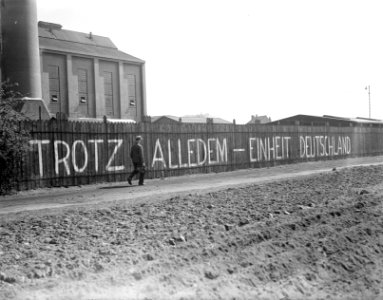 TROTZ ALLEDEM – EINHEIT DEUTSCHLAND